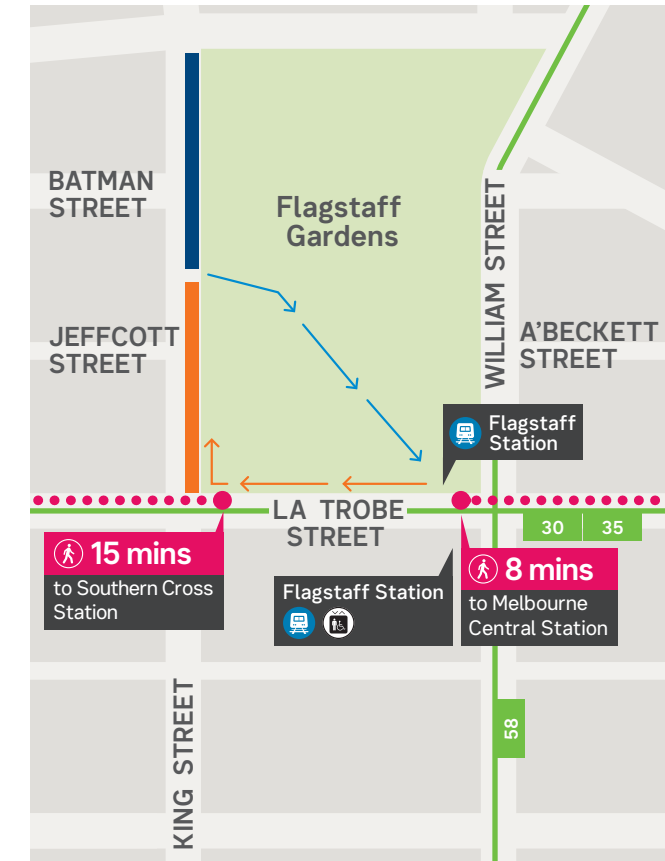 BATMAN
STREET
Flagstaff
Gardens
WILLIAM STREET
JEFFCOTT
STREET
A'BECKETT
STREET
Flagstaff
Station
LA TROBE
STREET
30
35
15 mins
to Southern Cross
Station
Flagstaff Station
8 mins
to Melbourne
Central Station
KING STREET
58